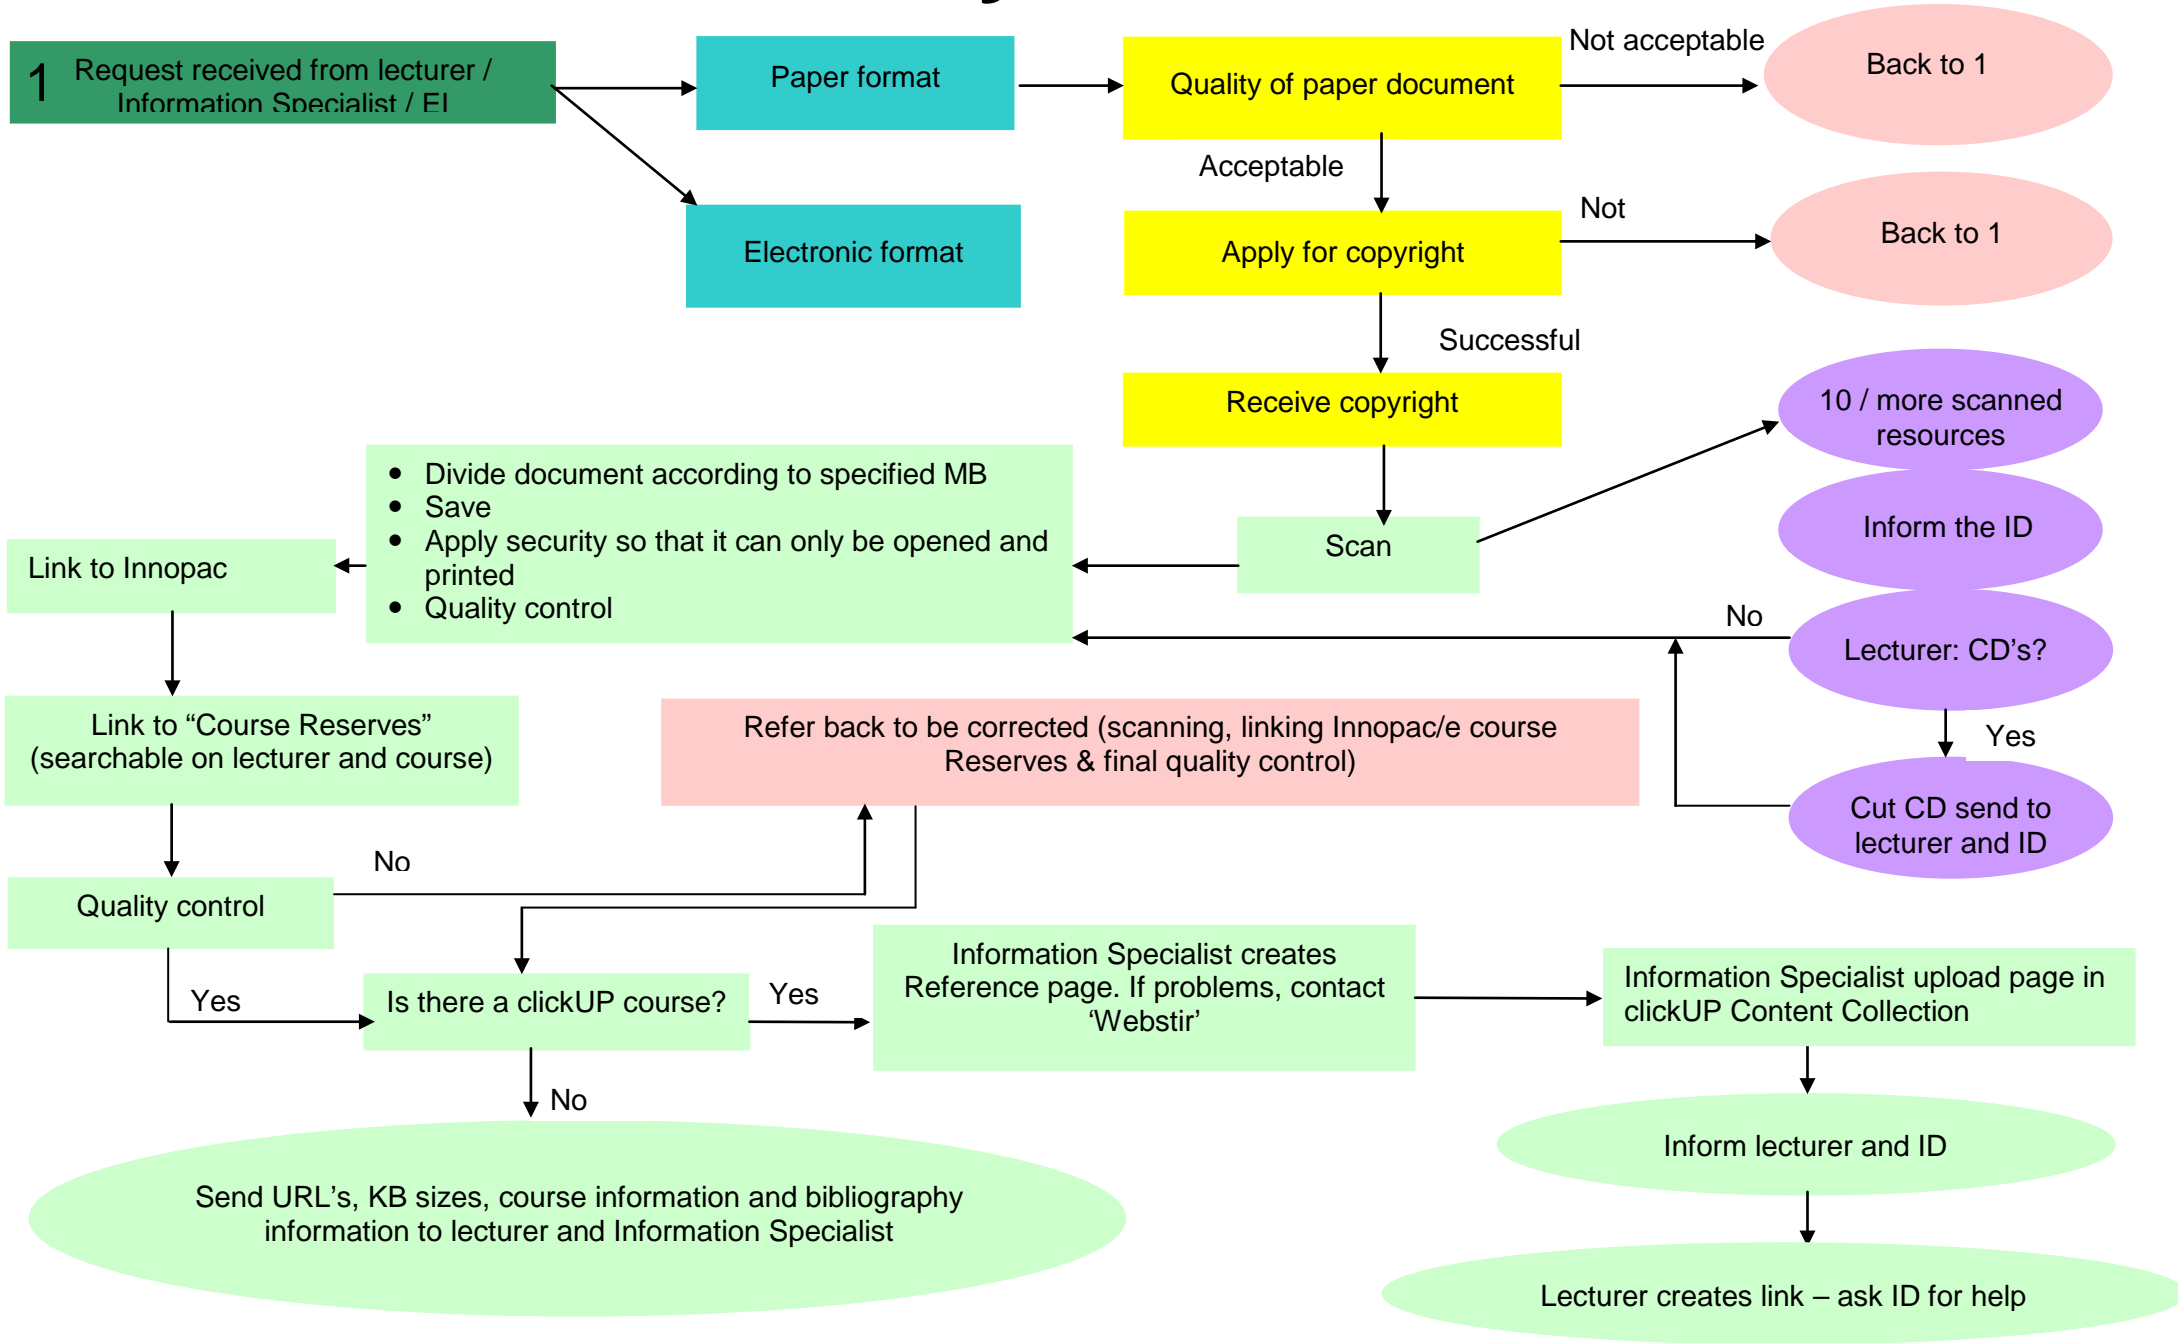 1
Request received from lecturer /
Information Specialist / EI
Paper format
Quality of paper document
Not acceptable
Back to 1
Acceptable
Electronic format
Apply for copyright
Not
Back to 1
Successful
Receive copyright
10 / more scanned
resources
• Divide document according to specified MB
• Save
• Apply security so that it can only be opened and
printed
• Quality control
Scan
Inform the ID
Link to Innopac
No
Lecturer: CD's?
Yes
Link to “Course Reserves”
(searchable on lecturer and course)
Refer back to be corrected (scanning, linking Innopac/e course
Reserves & final quality control)
Cut CD send to
lecturer and ID
No
Quality control
Yes
Is there a clickUP course?
Yes
Information Specialist creates
Reference page. If problems, contact
‘Webstir’
Information Specialist upload page in
clickUP Content Collection
No
Inform lecturer and ID
Send URL’s, KB sizes, course information and bibliography
information to lecturer and Information Specialist
Lecturer creates link – ask ID for help